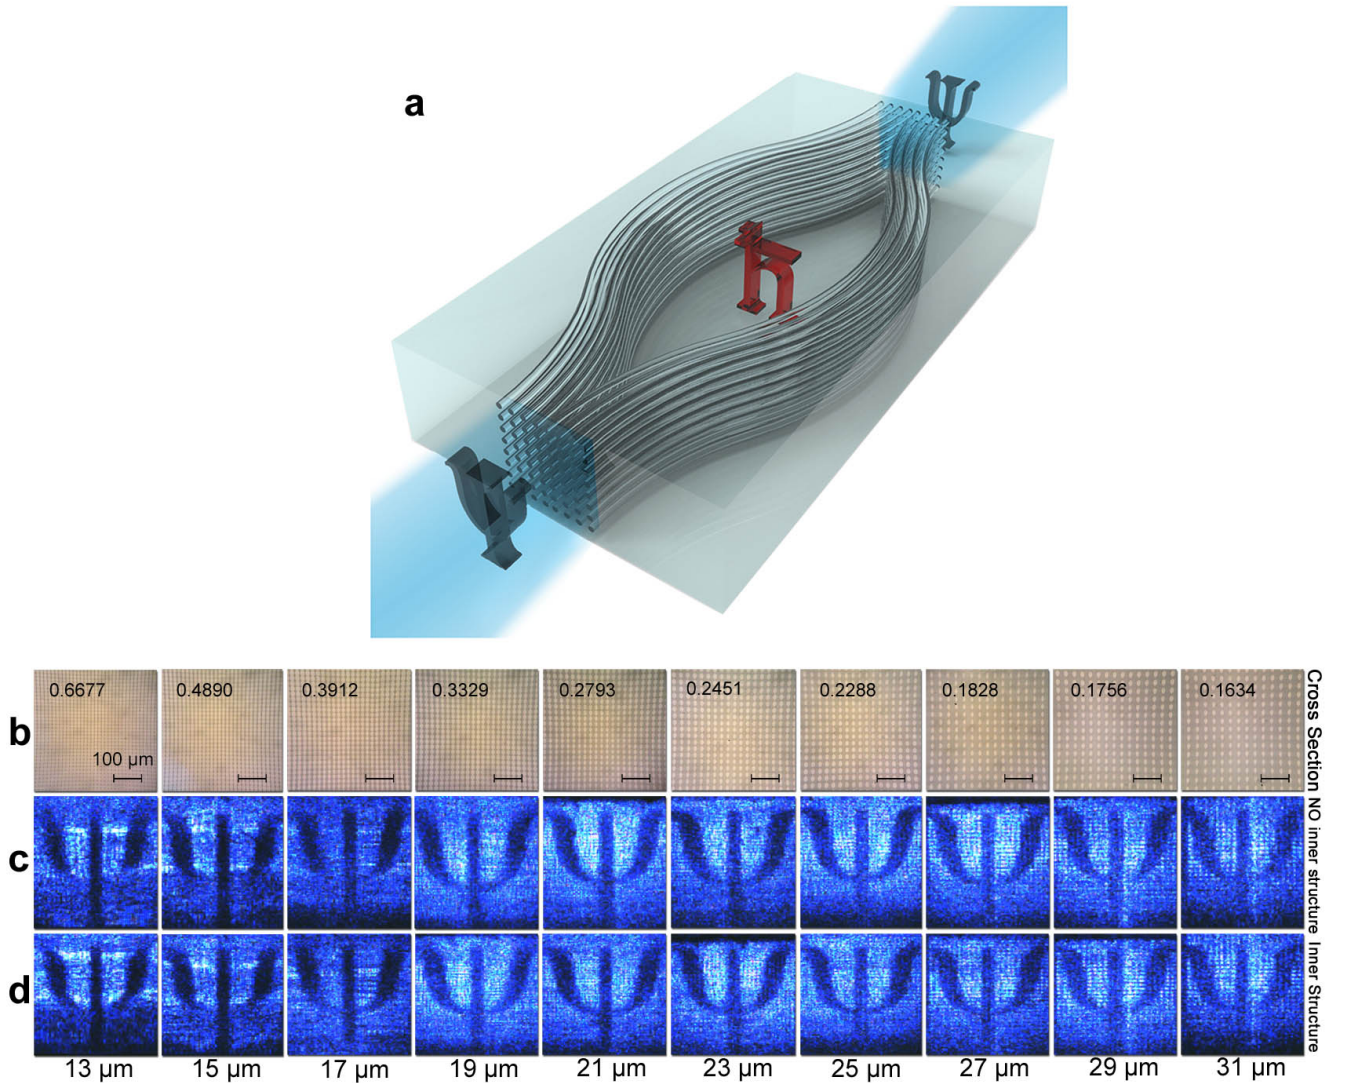 a
Ψ
ħ
Ψ
b
0.6677
0.4890
0.3912
0.3329
0.2793
0.2451
0.2288
0.1828
0.1756
0.1634
100 µm
Cross Section
c
NO inner structure
d
Inner Structure
13 µm
15 µm
17 µm
19 µm
21 µm
23 µm
25 µm
27 µm
29 µm
31 µm